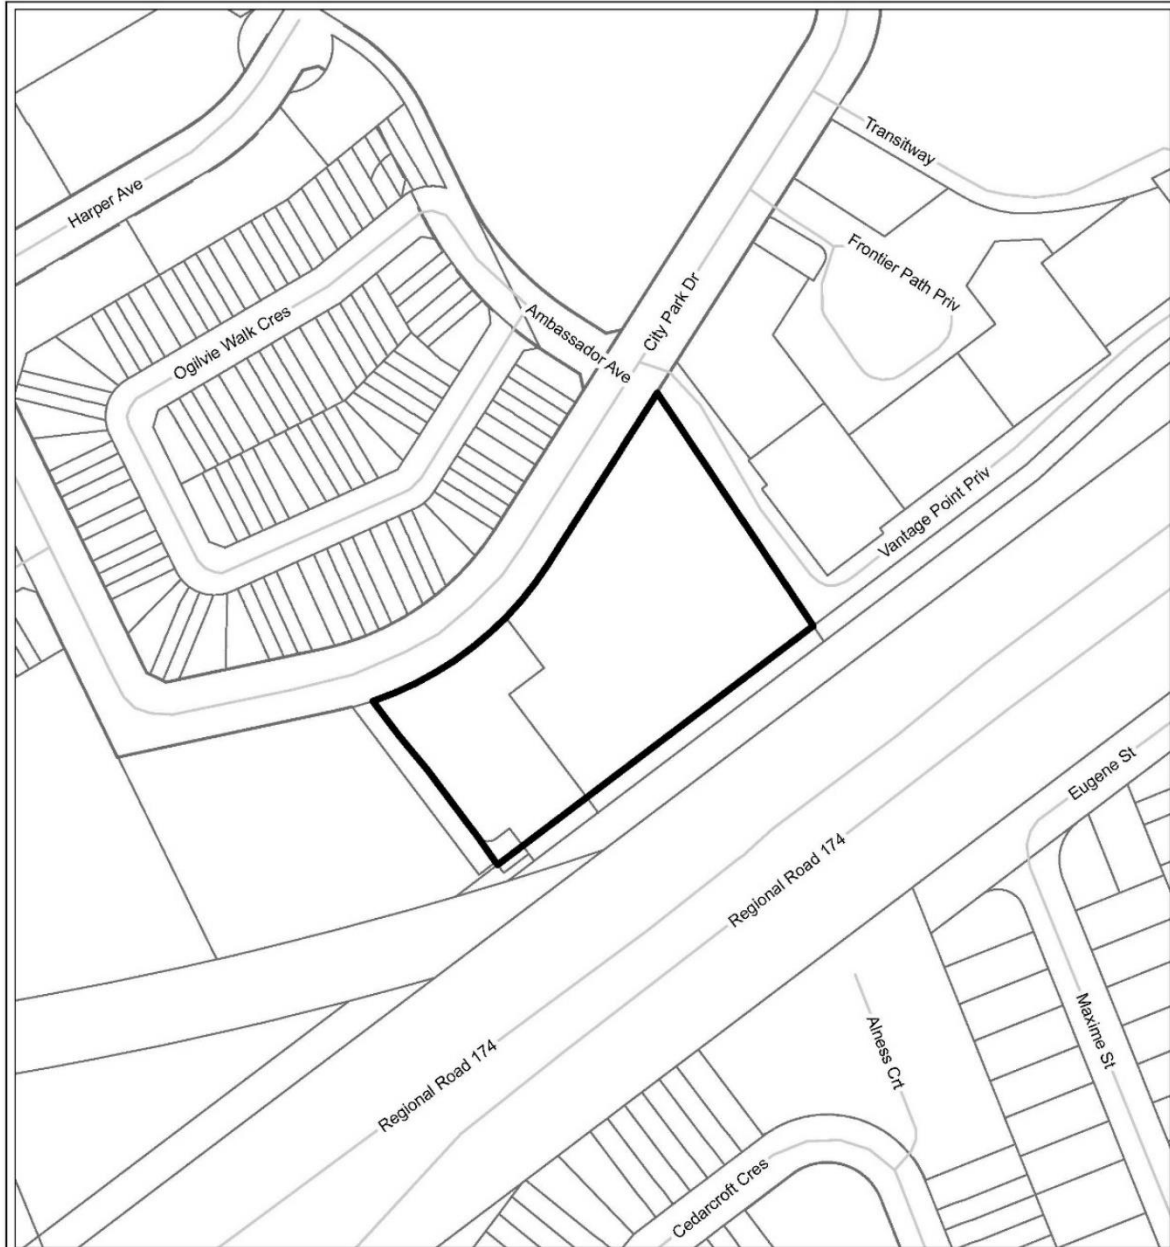 Transitway
Harper Ave
Frontier Path Priv
City Park Dr
Ogilvie Walk Cres
Ambassador Ave
Vantage Point Priv
Eugene St
Regional Road 174
Maxime St
Alness Crt
Regional Road 174
Cedarcroft Cres